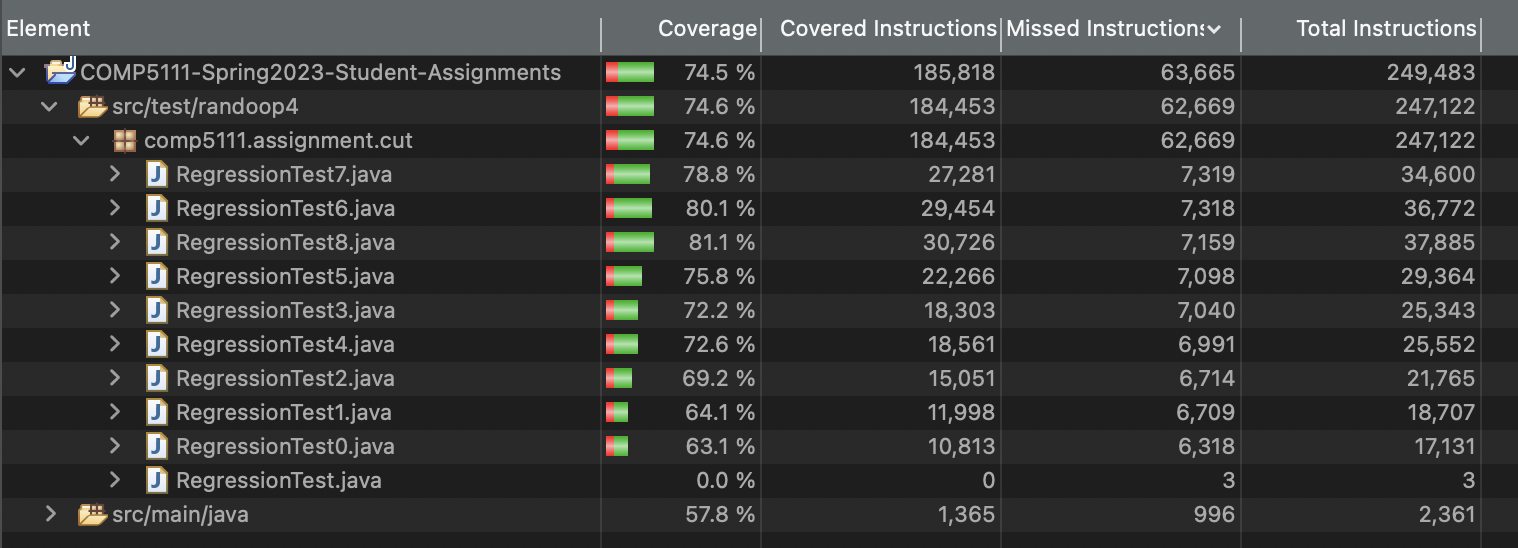 Element Coverage Covered Instructions Missed Instructions Total Instructions
COMP5111-Spring2023-Student-Assignments 74.5 % 185,818 63,665 249,483
src/test/randoop4 74.6 % 184,453 62,669 247,122
comp5111.assignment.cut 74.6 % 184,453 62,669 247,122
RegressionTest7.java 78.8 % 27,281 7,319 34,600
RegressionTest6.java 80.1 % 29,454 7,318 36,772
RegressionTest8.java 81.1 % 30,726 7,159 37,885
RegressionTest5.java 75.8 % 22,266 7,098 29,364
RegressionTest3.java 72.2 % 18,303 7,040 25,343
RegressionTest4.java 72.6 % 18,561 6,991 25,552
RegressionTest2.java 69.2 % 15,051 6,714 21,765
RegressionTest1.java 64.1 % 11,998 6,709 18,707
RegressionTest0.java 63.1 % 10,813 6,318 17,131
RegressionTest.java 0.0 % 0 3 3
src/main/java 57.8 % 1,365 996 2,361